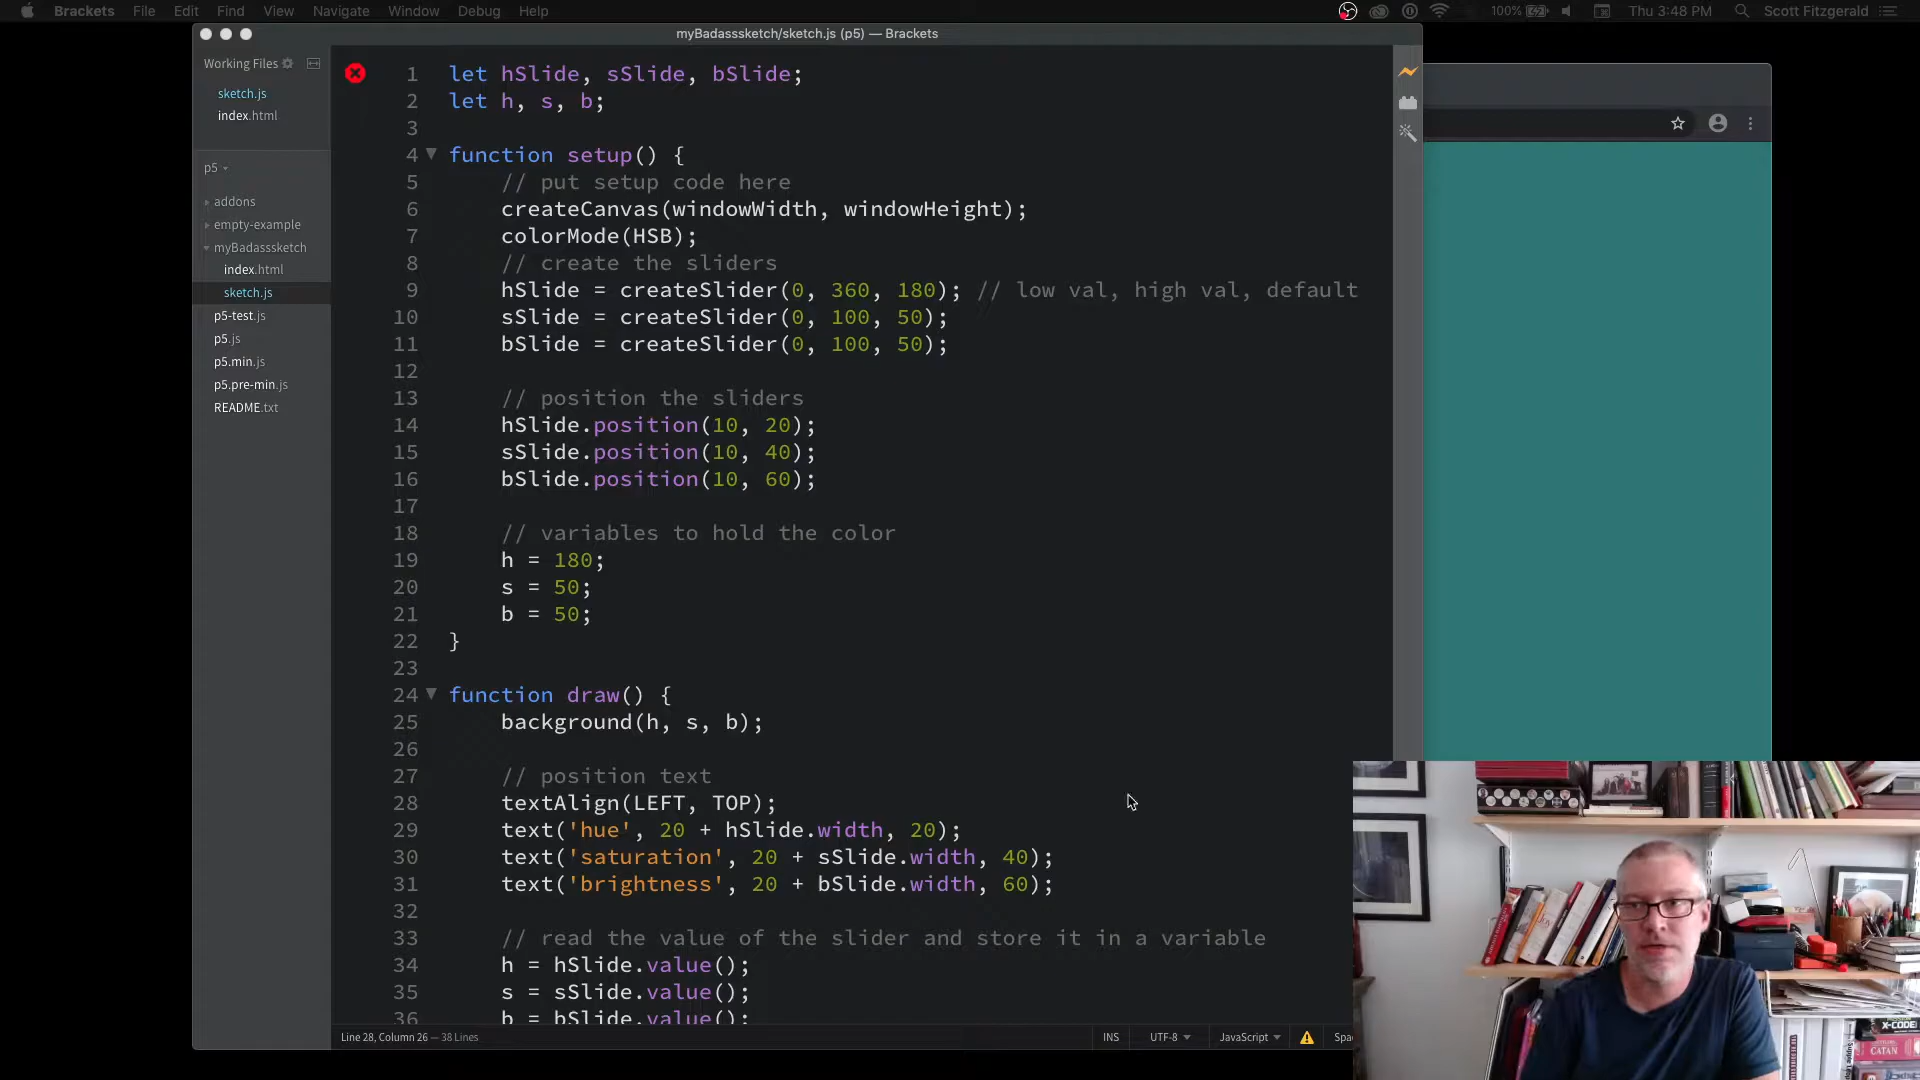 Brackets File Edit Find View Navigate Window Debug Help 100% Thu 3:48 PM Scott Fitzgerald
myBadasssketch/sketch.js (p5) — Brackets
Working Files
sketch.js
index.html
p5
addons
empty-example
myBadasssketch
index.html
sketch.js
p5-test.js
p5.js
p5.min.js
p5.pre-min.js
README.txt
1 let hSlide, sSlide, bSlide;
2 let h, s, b;
3
4 function setup() {
5 // put setup code here
6 createCanvas(windowWidth, windowHeight);
7 colorMode(HSB);
8 // create the sliders
9 hSlide = createSlider(0, 360, 180); // low val, high val, default
10 sSlide = createSlider(0, 100, 50);
11 bSlide = createSlider(0, 100, 50);
12
13 // position the sliders
14 hSlide.position(10, 20);
15 sSlide.position(10, 40);
16 bSlide.position(10, 60);
17
18 // variables to hold the color
19 h = 180;
20 s = 50;
21 b = 50;
22 }
23
24 function draw() {
25 background(h, s, b);
26
27 // position text
28 textAlign(LEFT, TOP);
29 text('hue', 20 + hSlide.width, 20);
30 text('saturation', 20 + sSlide.width, 40);
31 text('brightness', 20 + bSlide.width, 60);
32
33 // read the value of the slider and store it in a variable
34 h = hSlide.value();
35 s = sSlide.value();
36 b = bSlide.value();
Line 28, Column 26 — 38 Lines
INS UTF-8 JavaScript Spa
X-CODE
CATAN